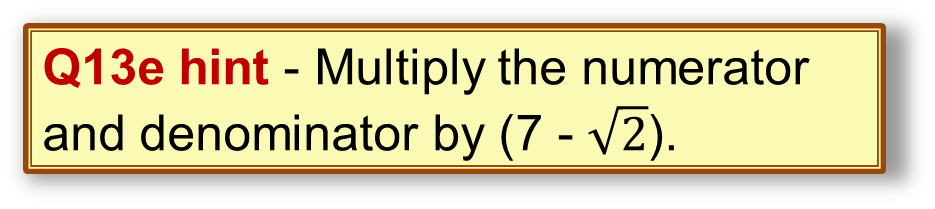 Q13e hint - Multiply the numerator
and denominator by (7 - √2).